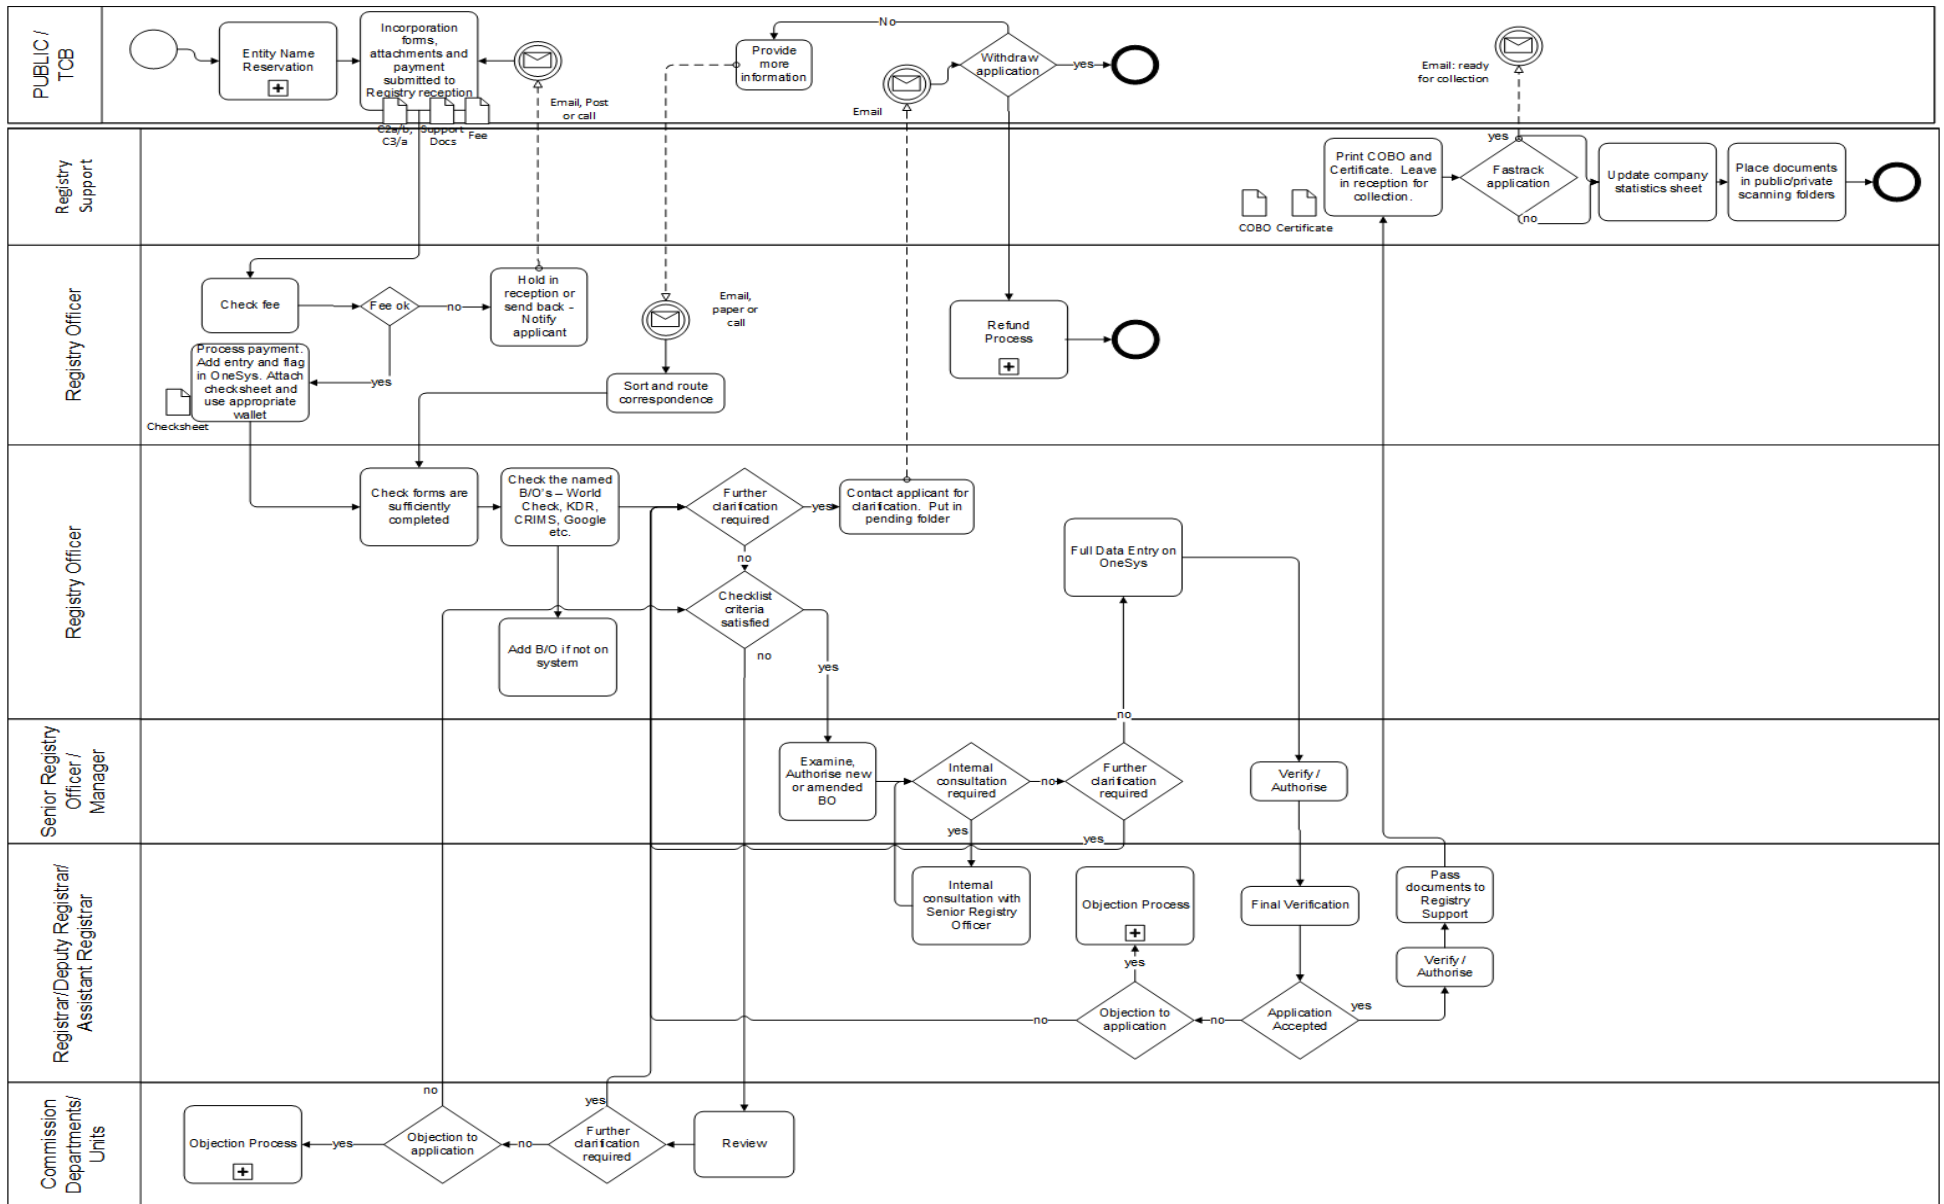 PUBLIC /
TCB
Entity Name
Reservation
Incorporation
forms,
attachments and
payment
submitted to
Registry reception
C2a/b,
C3/a
Support
Docs
Fee
Email, Post
or call
No
Provide
more
information
Email
Withdraw
application
yes
Email: ready
for collection
Registry
Support
Print COBO and
Certificate. Leave
in reception for
collection.
COBO
Certificate
yes
Fastrack
application
no
Update company
statistics sheet
Place documents
in public/private
scanning folders
Registry Officer
Check fee
Fee ok
no
yes
Hold in
reception or
send back -
Notify
applicant
Process payment.
Add entry and flag
in OneSys. Attach
checksheet and
use appropriate
wallet
Checksheet
Email,
paper or
call
Sort and route
correspondence
Refund
Process
Registry Officer
Check forms are
sufficiently
completed
Check the named
B/O's – World
Check, KDR,
CRIMS, Google
etc.
Further
clarification
required
yes
no
Contact applicant for
clarification. Put in
pending folder
Checklist
criteria
satisfied
no
yes
Add B/O if not on
system
Full Data Entry on
OneSys
Senior Registry
Officer /
Manager
Examine,
Authorise new
or amended
BO
Internal
consultation
required
no
yes
Further
clarification
required
no
yes
Verify /
Authorise
Registrar/Deputy Registrar/
Assistant Registrar
Internal
consultation with
Senior Registry
Officer
Objection Process
yes
Objection to
application
no
no
Final Verification
Application
Accepted
yes
Pass
documents to
Registry
Support
Verify /
Authorise
Commission
Departments/
Units
Objection Process
yes
no
Objection to
application
no
yes
Further
clarification
required
Review